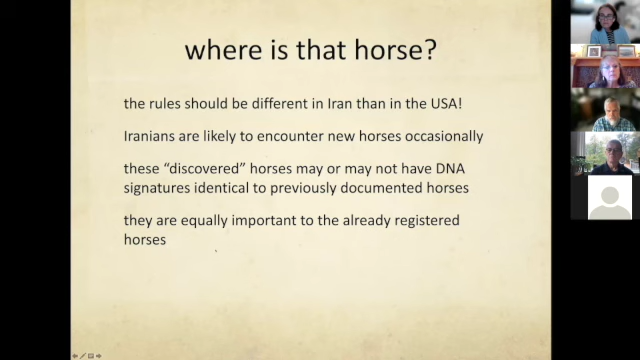 where is that horse?
the rules should be different in Iran than in the USA!
Iranians are likely to encounter new horses occasionally
these “discovered” horses may or may not have DNA
signatures identical to previously documented horses
they are equally important to the already registered
horses